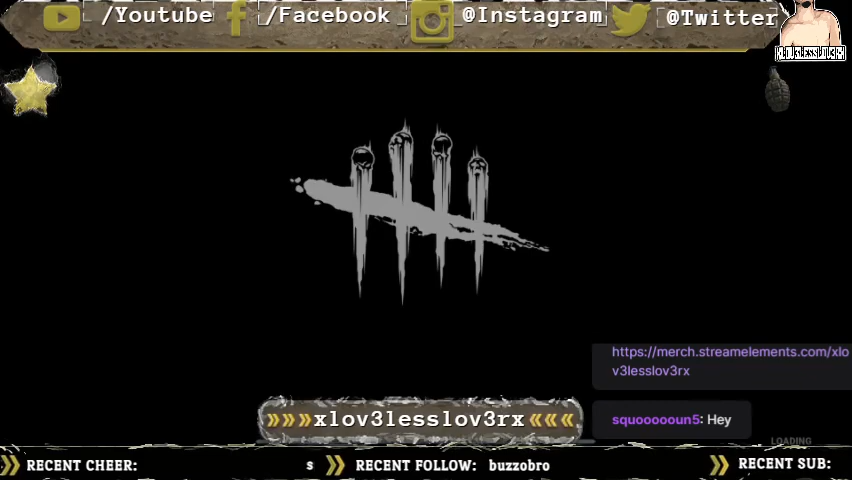 /Youtube /Facebook @Instagram @Twitter
XLOV3LESSLOV3RX
https://merch.streamelements.com/xlo
v3lesslov3rx
xlov3lesslov3rx
squoooooun5: Hey
LOADING
RECENT CHEER: s RECENT FOLLOW: buzzobro RECENT SUB: